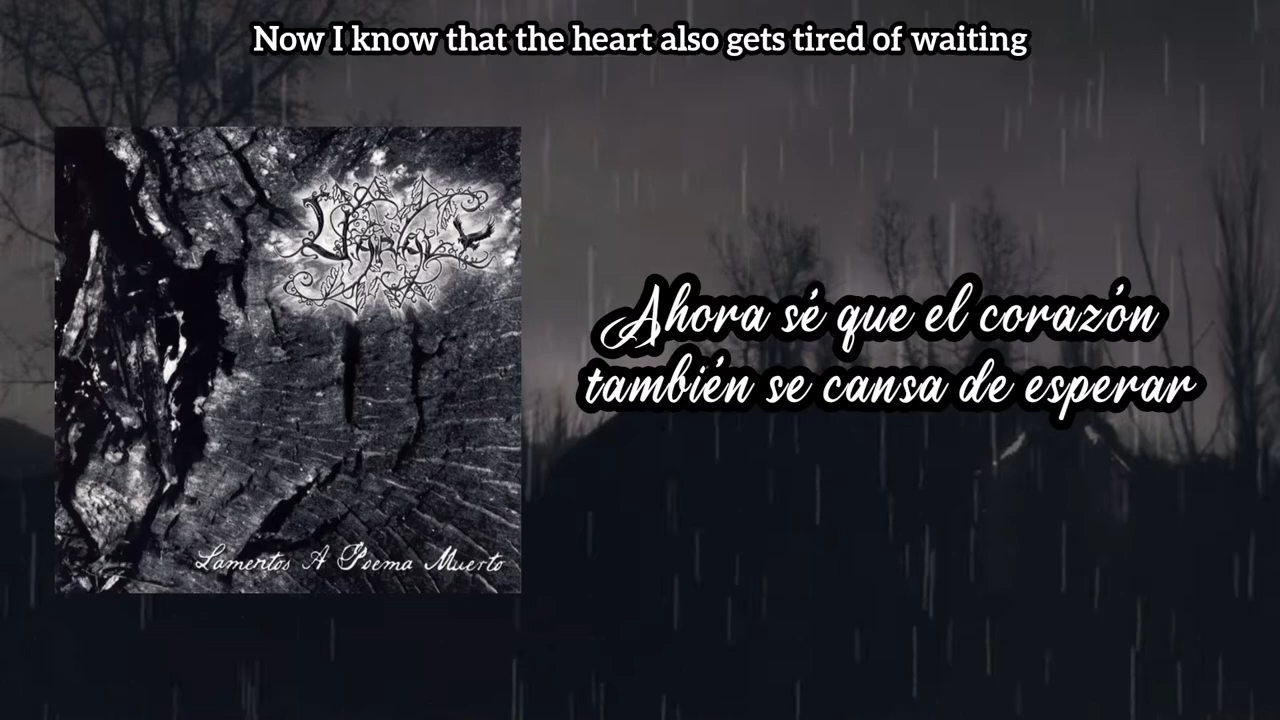 Now I know that the heart also gets tired of waiting
Uaral
Ahora sé que el corazón
también se cansa de esperar
Lamentos A Poema Muerto